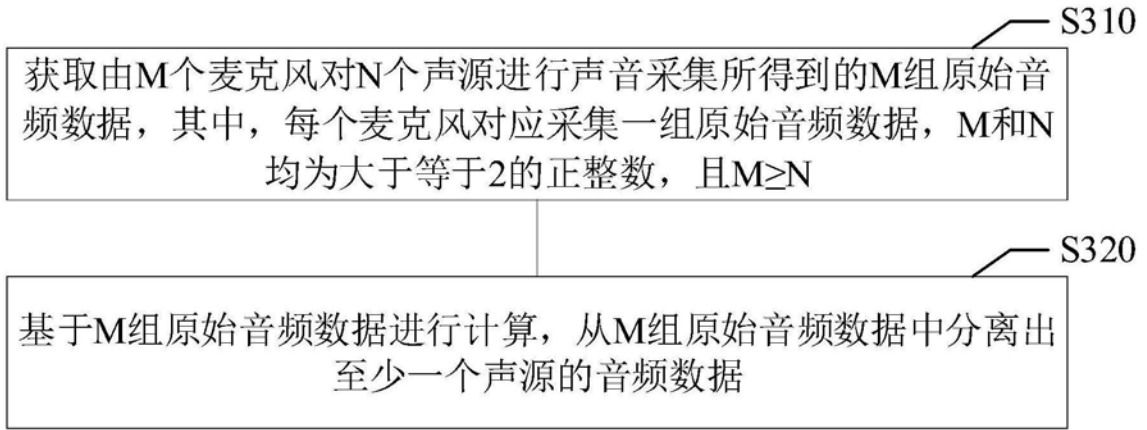 S310
获取由M个麦克风对N个声源进行声音采集所得到的M组原始音
频数据，其中，每个麦克风对应采集一组原始音频数据，M和N
均为大于等于2的正整数，且M≥N
S320
基于M组原始音频数据进行计算，从M组原始音频数据中分离出
至少一个声源的音频数据